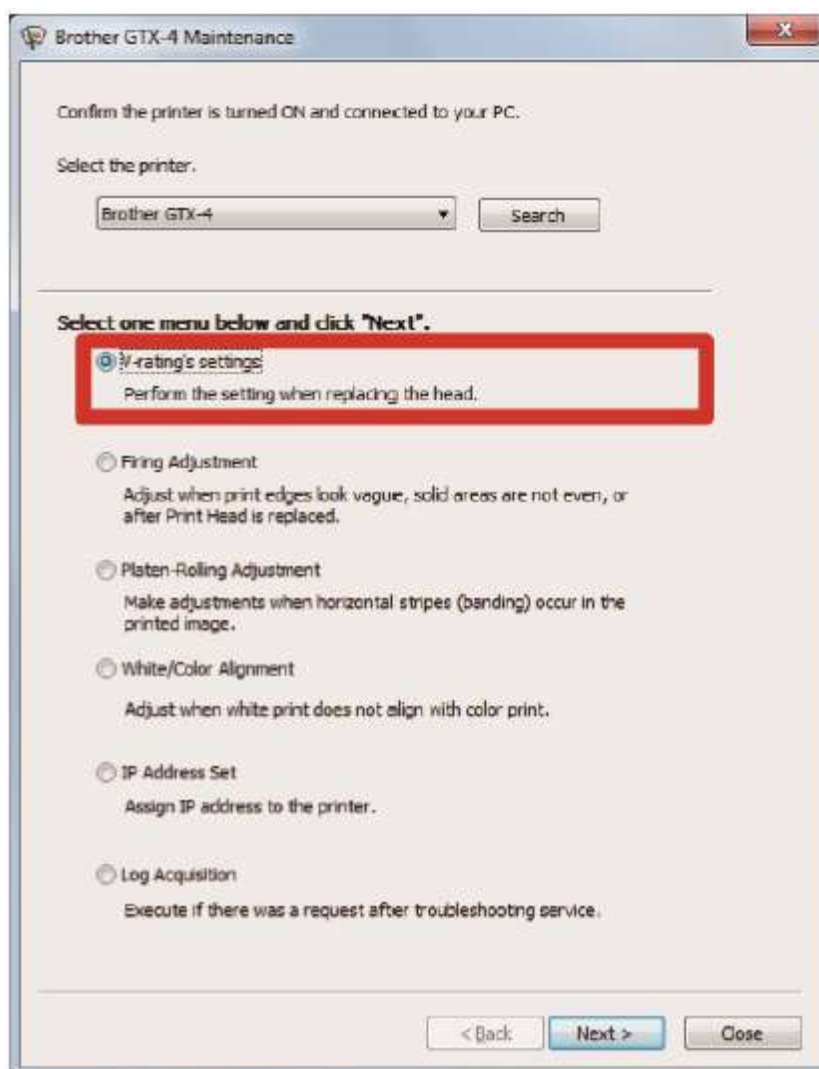 Brother GTX-4 Maintenance
Confirm the printer is turned ON and connected to your PC.
Select the printer.
Brother GTX-4
Search
Select one menu below and click "Next".
V-rating's settings
Perform the setting when replacing the head.
Firing Adjustment
Adjust when print edges look vague, solid areas are not even, or
after Print Head is replaced.
Platen-Rolling Adjustment
Make adjustments when horizontal stripes (banding) occur in the
printed image.
White/Color Alignment
Adjust when white print does not align with color print.
IP Address Set
Assign IP address to the printer.
Log Acquisition
Execute if there was a request after troubleshooting service.
< Back Next > Close